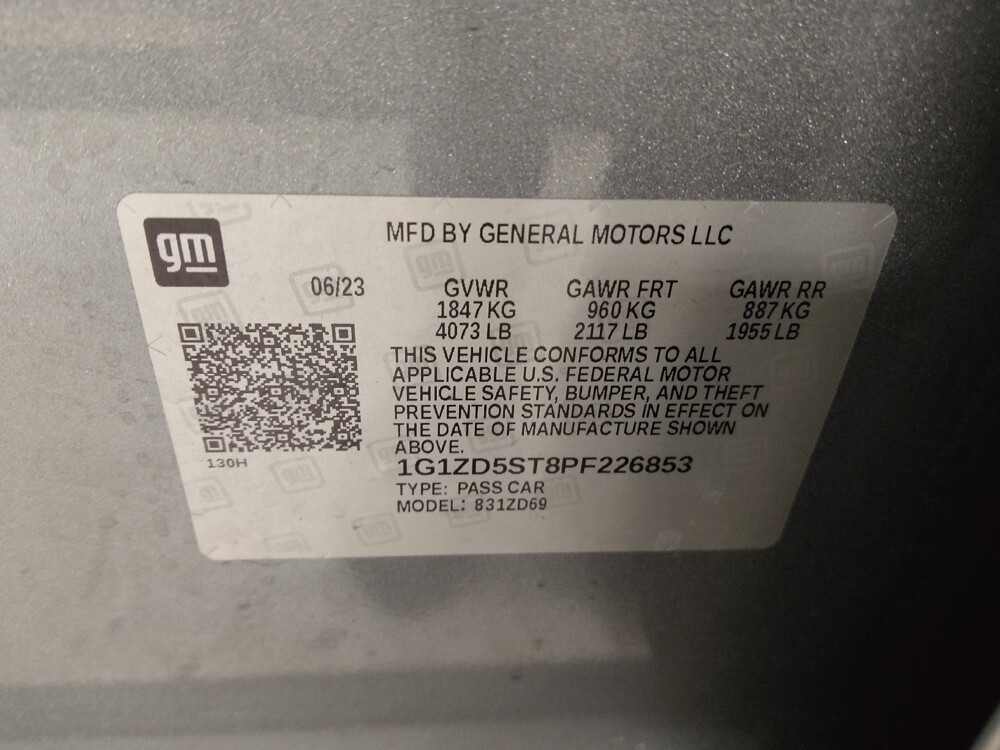 gm
MFD BY GENERAL MOTORS LLC
06/23 GVWR GAWR FRT GAWR RR
1847 KG 960 KG 887 KG
4073 LB 2117 LB 1955 LB
THIS VEHICLE CONFORMS TO ALL
APPLICABLE U.S. FEDERAL MOTOR
VEHICLE SAFETY, BUMPER, AND THEFT
PREVENTION STANDARDS IN EFFECT ON
THE DATE OF MANUFACTURE SHOWN
ABOVE.
130H
1G1ZD5ST8PF226853
TYPE: PASS CAR
MODEL: 831ZD69